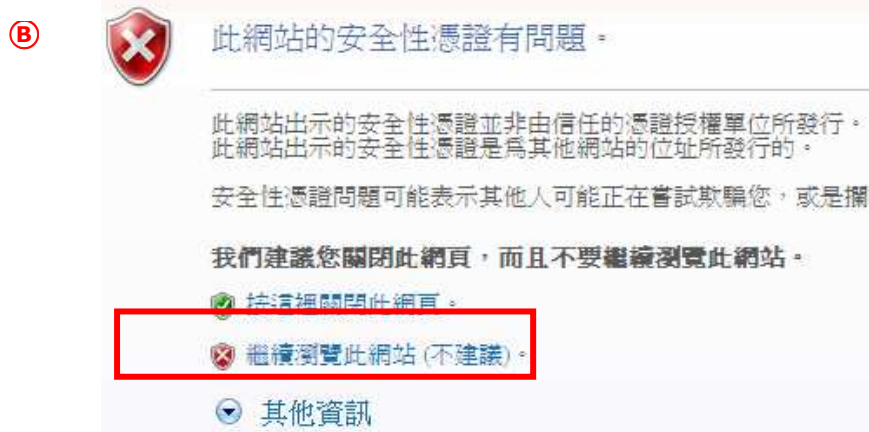 Ⓑ
此網站的安全性憑證有問題。
此網站出示的安全性憑證並非由信任的憑證授權單位所發行。
此網站出示的安全性憑證是為其他網站的位址所發行的。
安全性憑證問題可能表示其他人可能正在嘗試欺騙您，或是攔
我們建議您關閉此網頁，而且不要繼續瀏覽此網站。
按這裡關閉此網頁。
繼續瀏覽此網站 (不建議)。
其他資訊